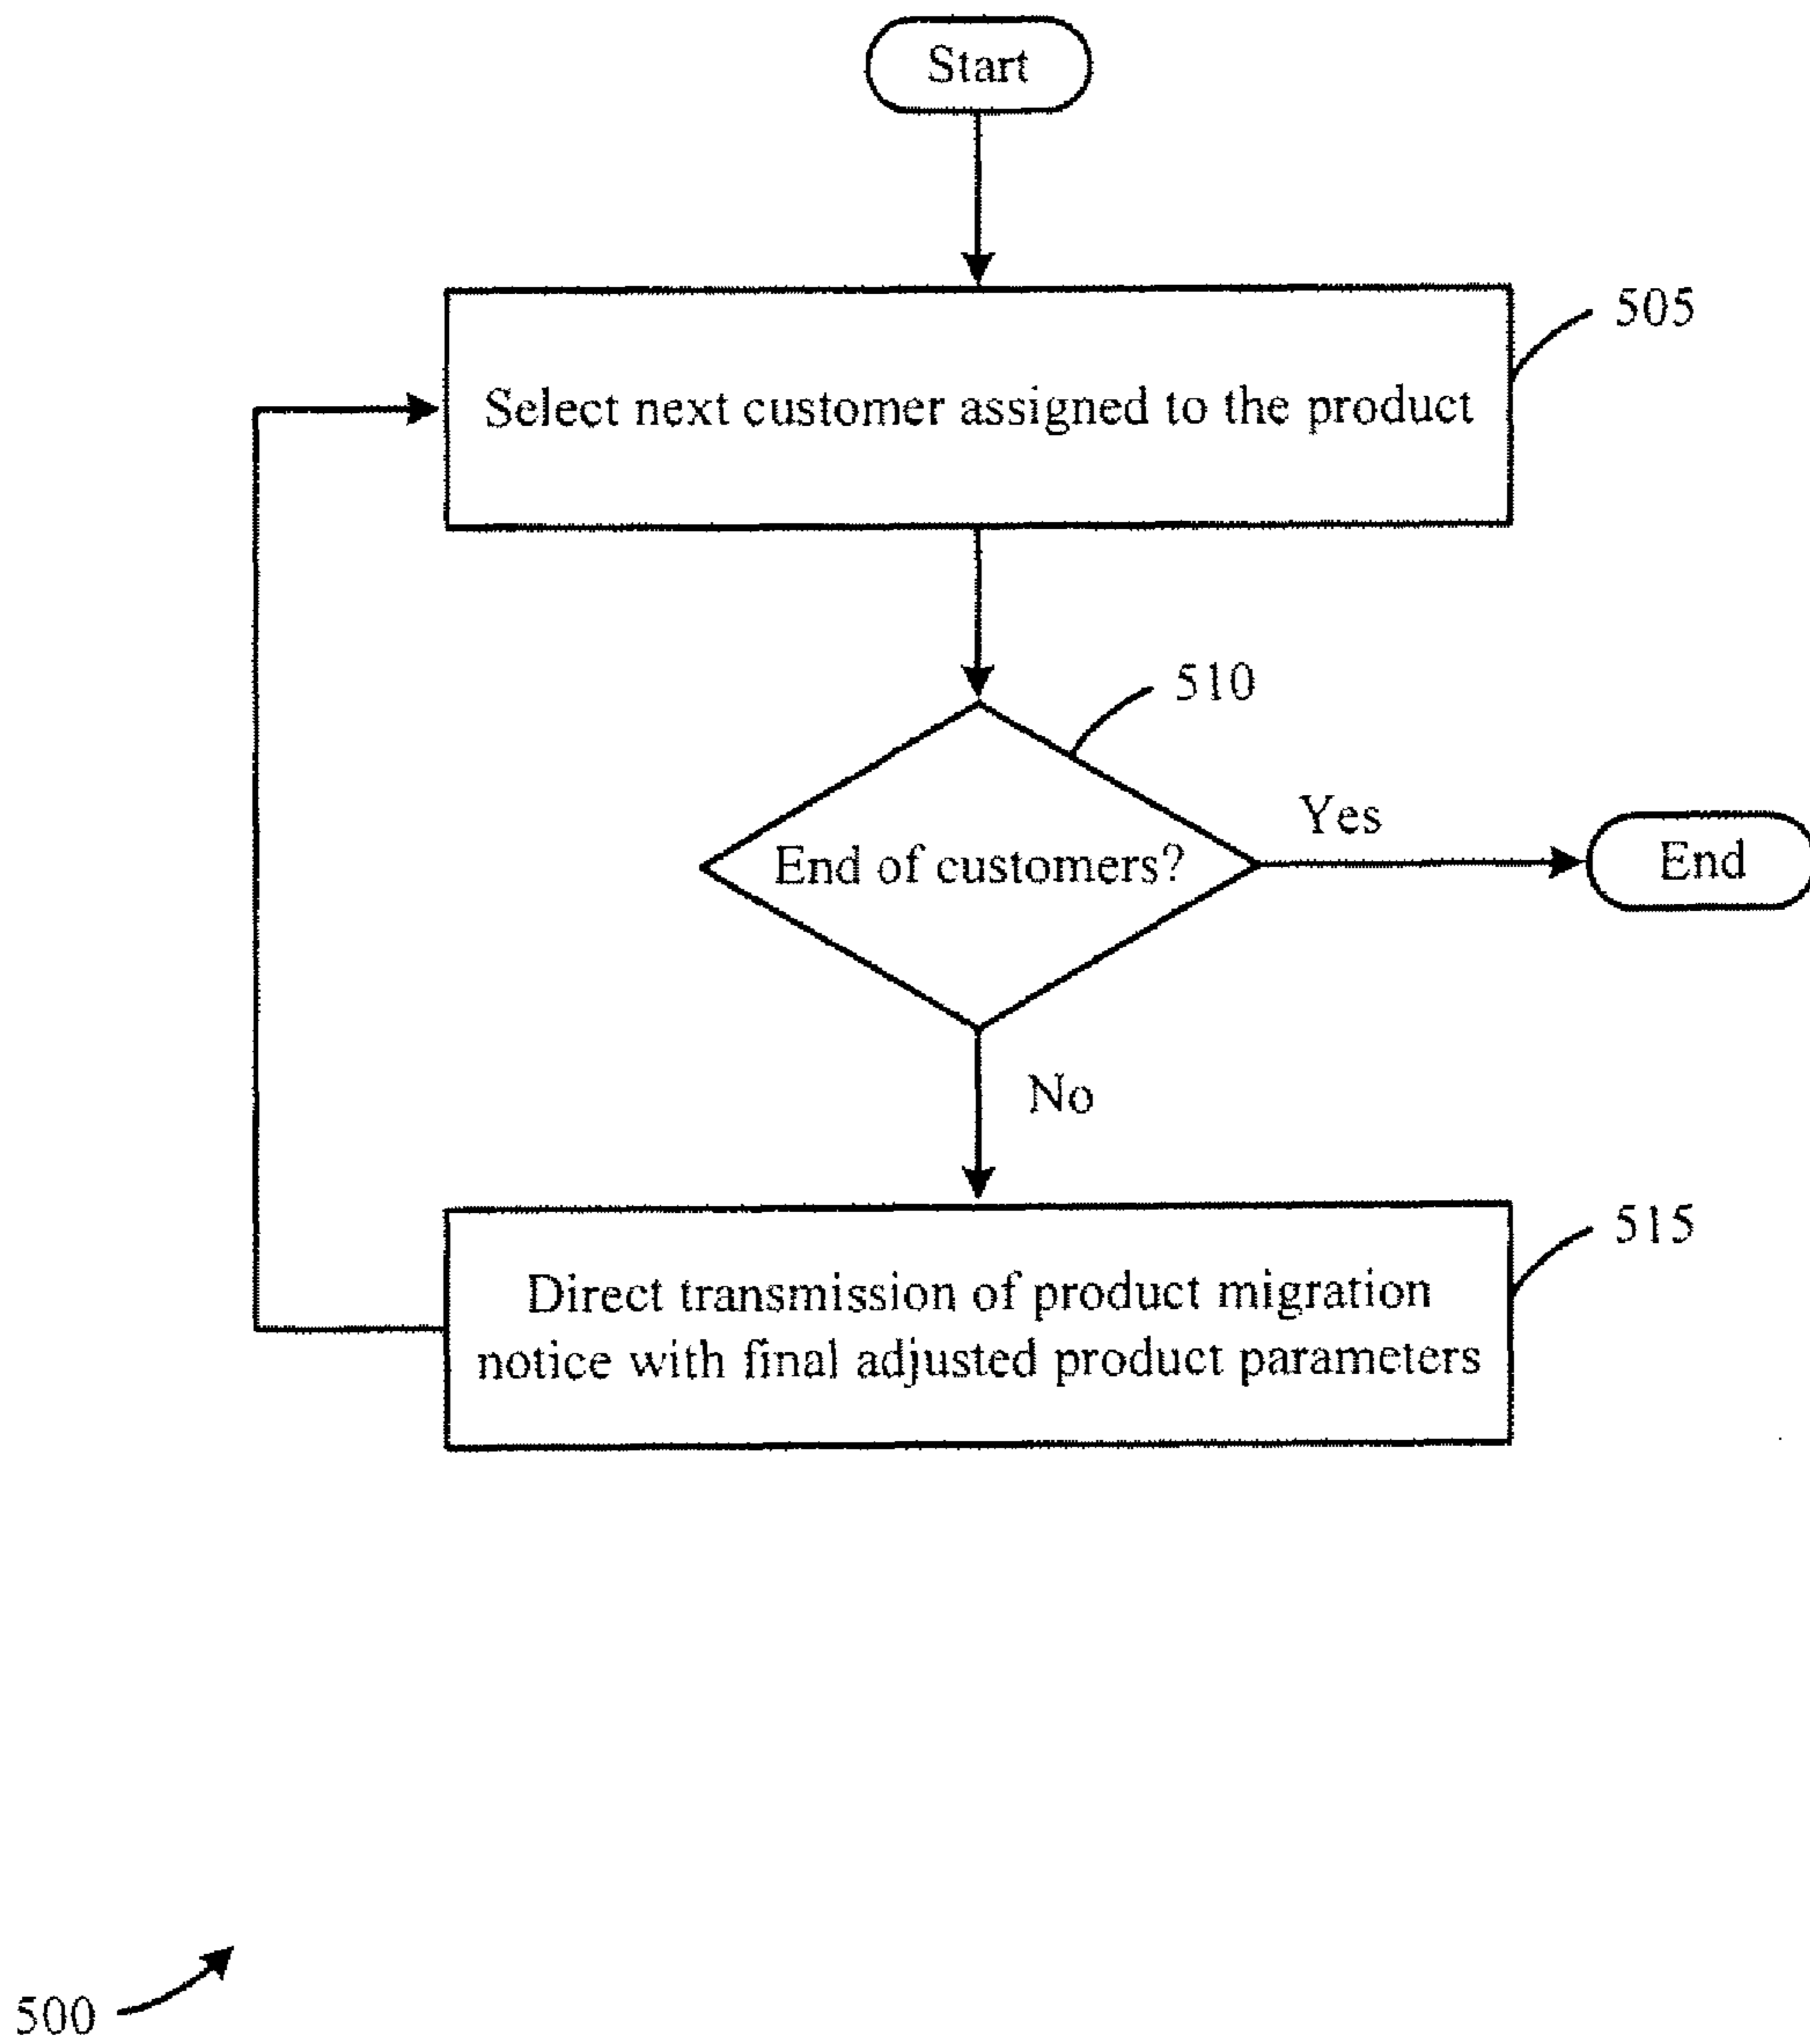 Start
505
Select next customer assigned to the product
510
Yes
End of customers?
End
No
515
Direct transmission of product migration
notice with final adjusted product parameters
500